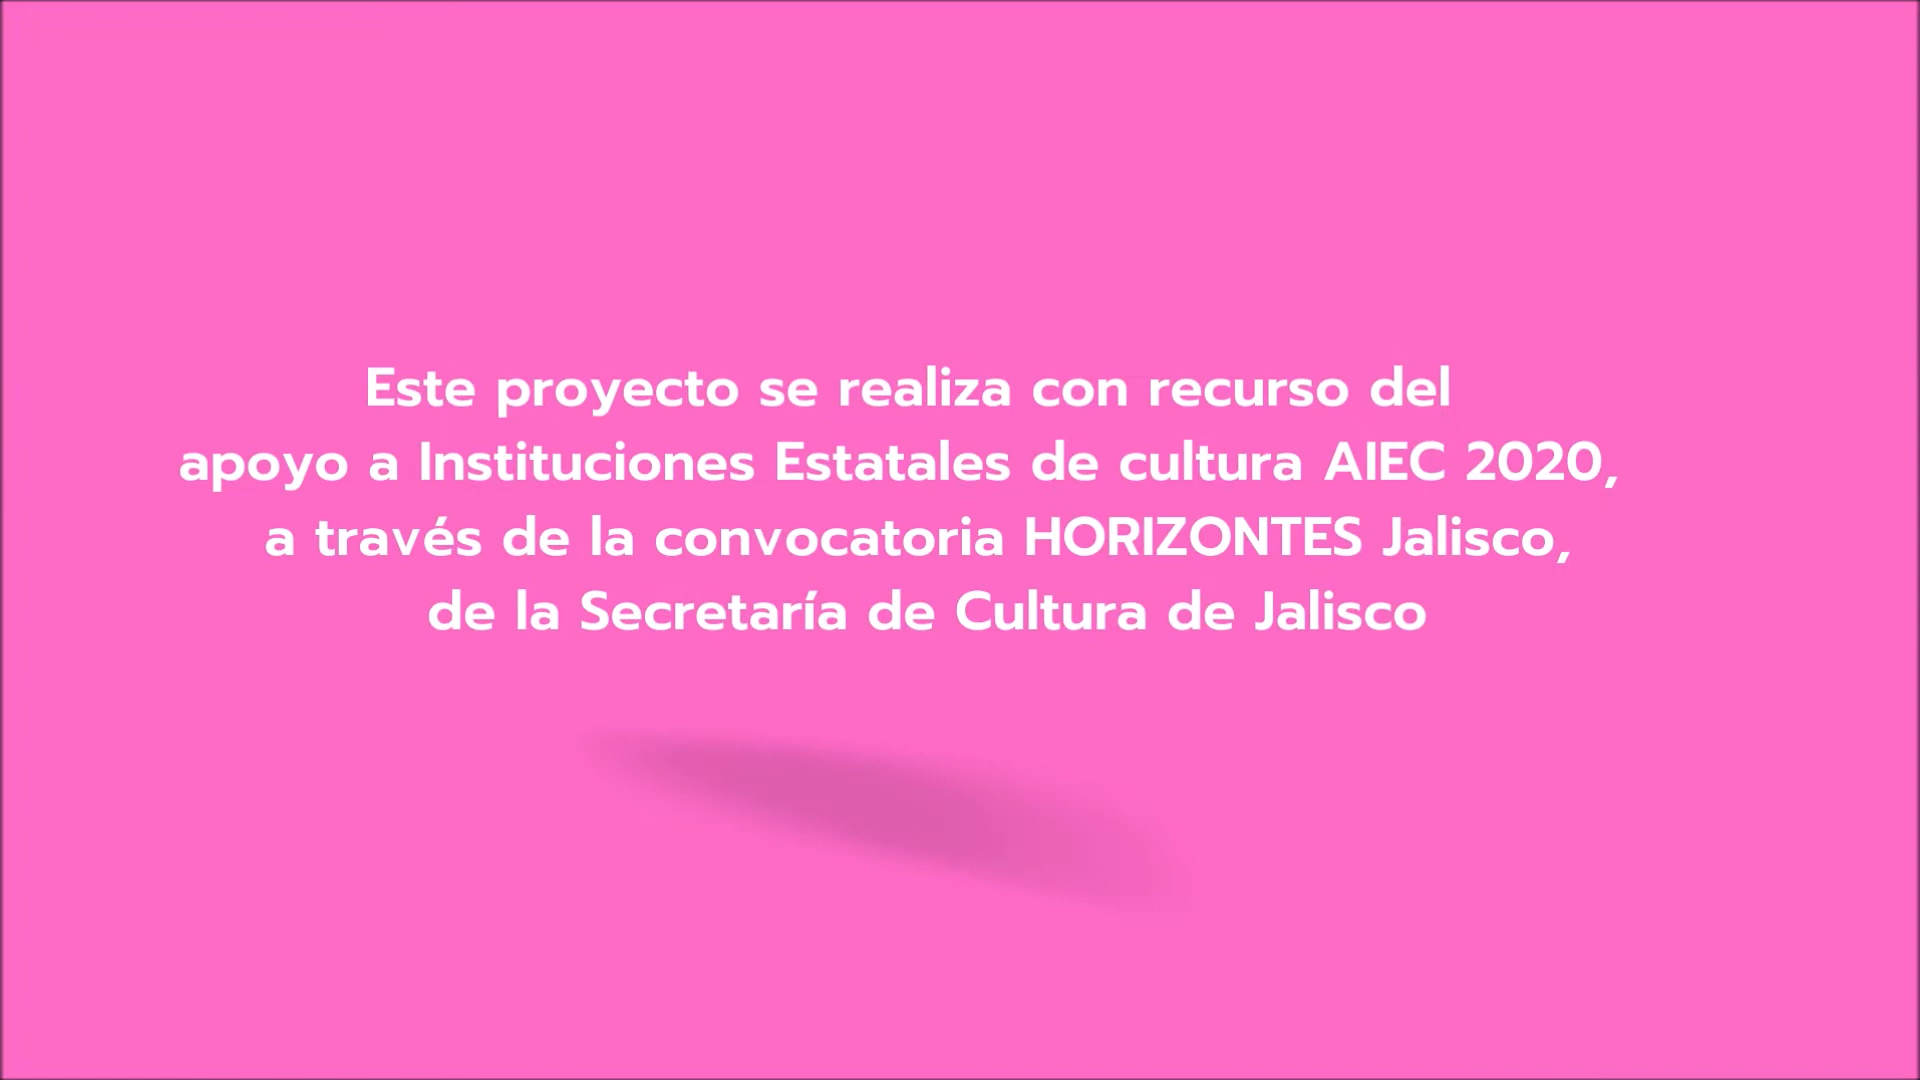 Este proyecto se realiza con recurso del
apoyo a Instituciones Estatales de cultura AIEC 2020,
a través de la convocatoria HORIZONTES Jalisco,
de la Secretaría de Cultura de Jalisco